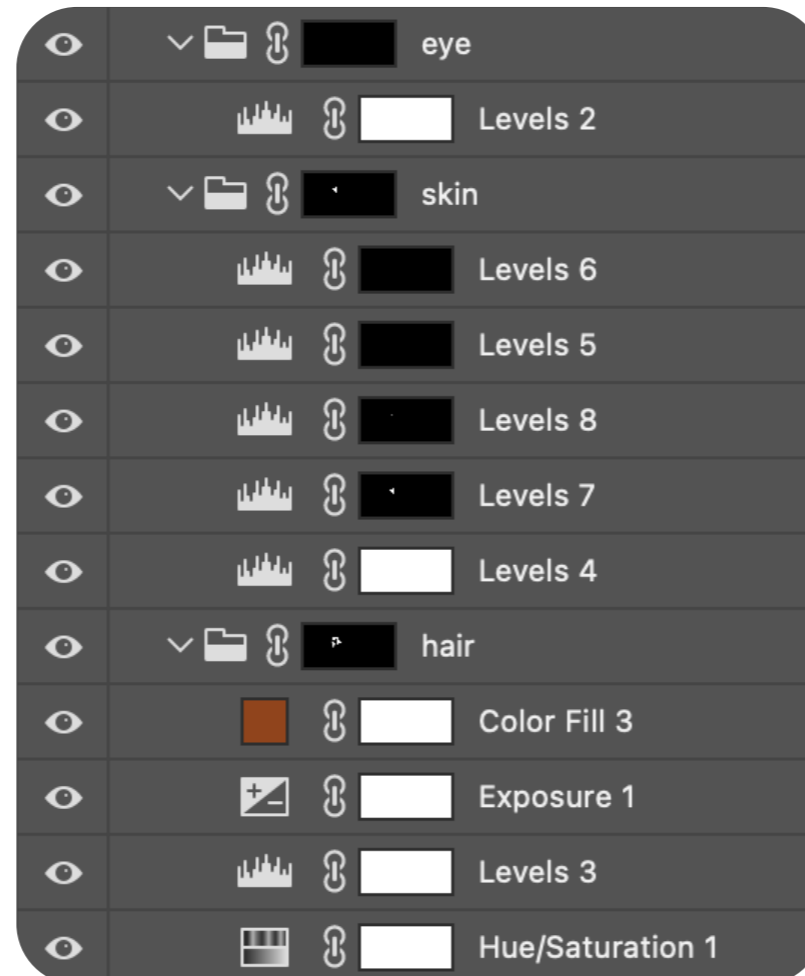 eye
Levels 2
skin
Levels 6
Levels 5
Levels 8
Levels 7
Levels 4
hair
Color Fill 3
Exposure 1
Levels 3
Hue/Saturation 1